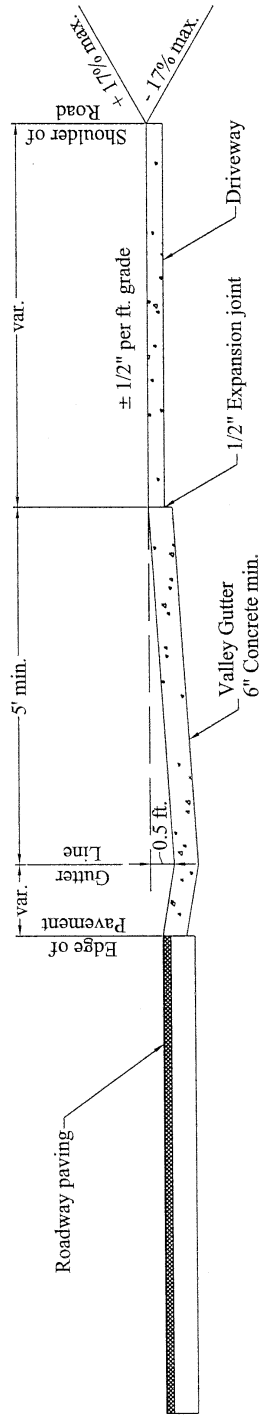 Roadway paving
var.
Edge of
Pavement
Gutter
Line
5' min.
0.5 ft.
Valley Gutter
6" Concrete min.
1/2" Expansion joint
var.
± 1/2" per ft. grade
Driveway
Shoulder of
Road
+ 17% max.
- 17% max.